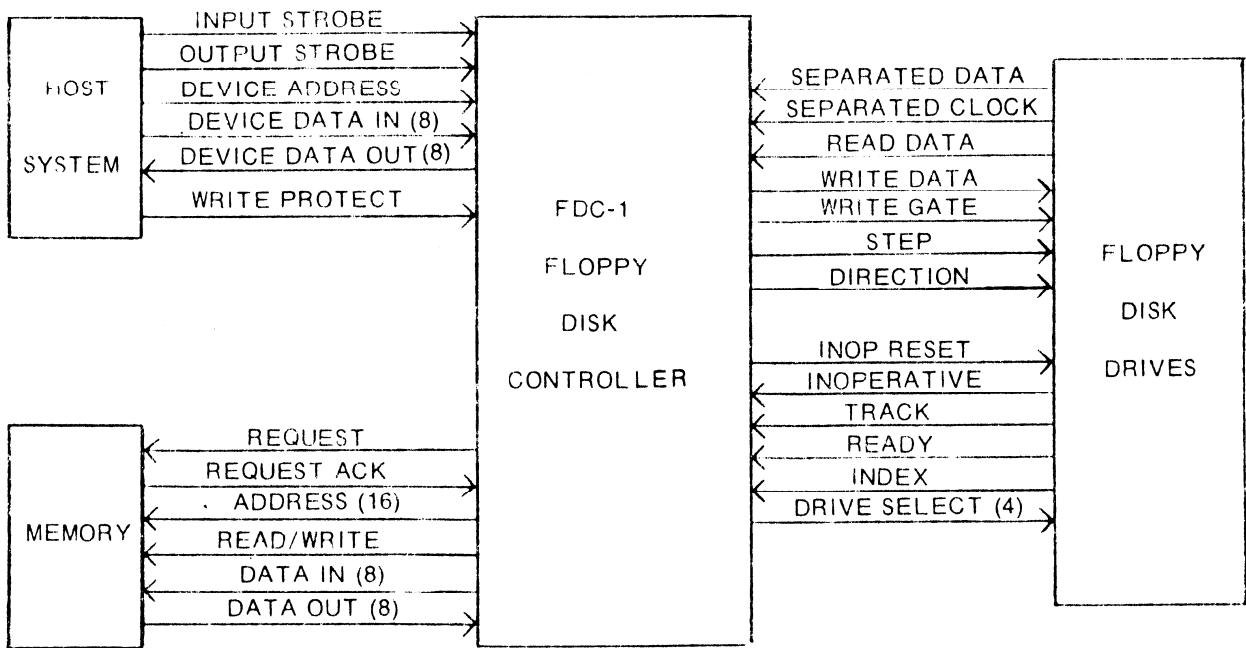 HOST
SYSTEM
INPUT STROBE
OUTPUT STROBE
DEVICE ADDRESS
DEVICE DATA IN (8)
DEVICE DATA OUT (8)
WRITE PROTECT
MEMORY
REQUEST
REQUEST ACK
ADDRESS (16)
READ/WRITE
DATA IN (8)
DATA OUT (8)
FDC-1
FLOPPY
DISK
CONTROLLER
SEPARATED DATA
SEPARATED CLOCK
READ DATA
WRITE DATA
WRITE GATE
STEP
DIRECTION
INOP RESET
INOPERATIVE
TRACK
READY
INDEX
DRIVE SELECT (4)
FLOPPY
DISK
DRIVES